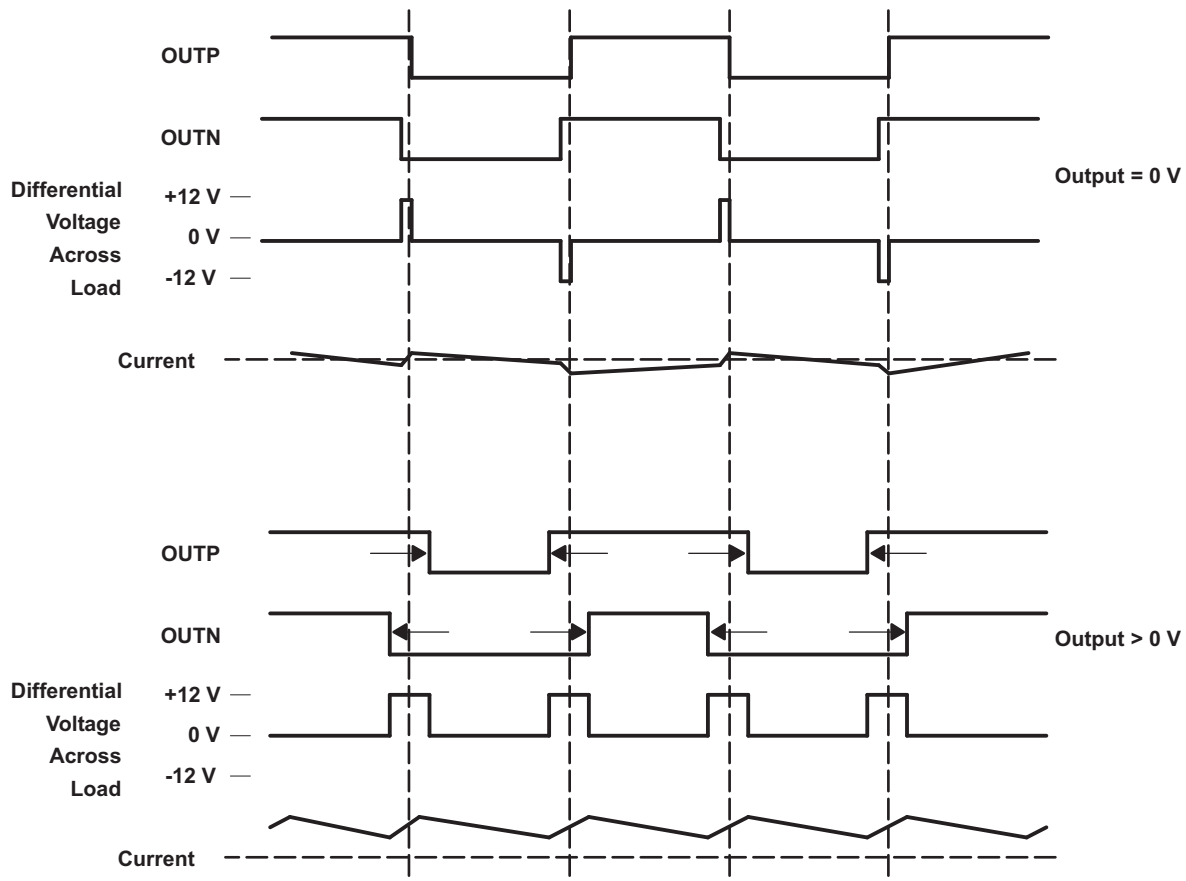 OUTP
OUTN
Output = 0 V
Differential
Voltage
Across
Load
+12 V
0 V
-12 V
Current
OUTP
OUTN
Output > 0 V
Differential
Voltage
Across
Load
+12 V
0 V
-12 V
Current